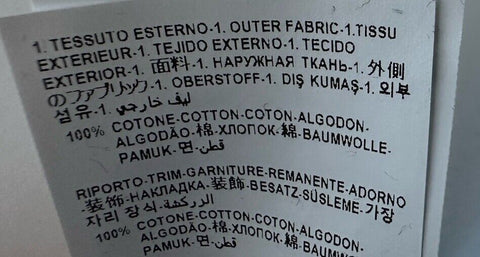 1. TESSUTO ESTERNO-1. OUTER FABRIC-1.TISSU
EXTERIEUR-1. TEJIDO EXTERNO-1. TECIDO
EXTERIOR-1. 面料-1. НАРУЖНАЯ ТКАНЬ-1. 外側
のファブリック-1. OBERSTOFF-1. DIŞ KUMAŞ-1. 외부
섬유-1. ليف خارجي
100% COTONE-COTTON-COTON-ALGODON-
ALGODÃO-棉-ХЛОПОК-綿-BAUMWOLLE-
PAMUK-면-قطن
RIPORTO-TRIM-GARNITURE-REMANENTE-ADORNO
-装饰-НАКЛАДКА-装飾-BESATZ-SÜSLEME-가장
자리 장식-الزركشة
100% COTONE-COTTON-COTON-ALGODON-
ALGODÃO-棉-ХЛОПОК-綿-BAUMWOLLE-
PAMUK-면-قطن